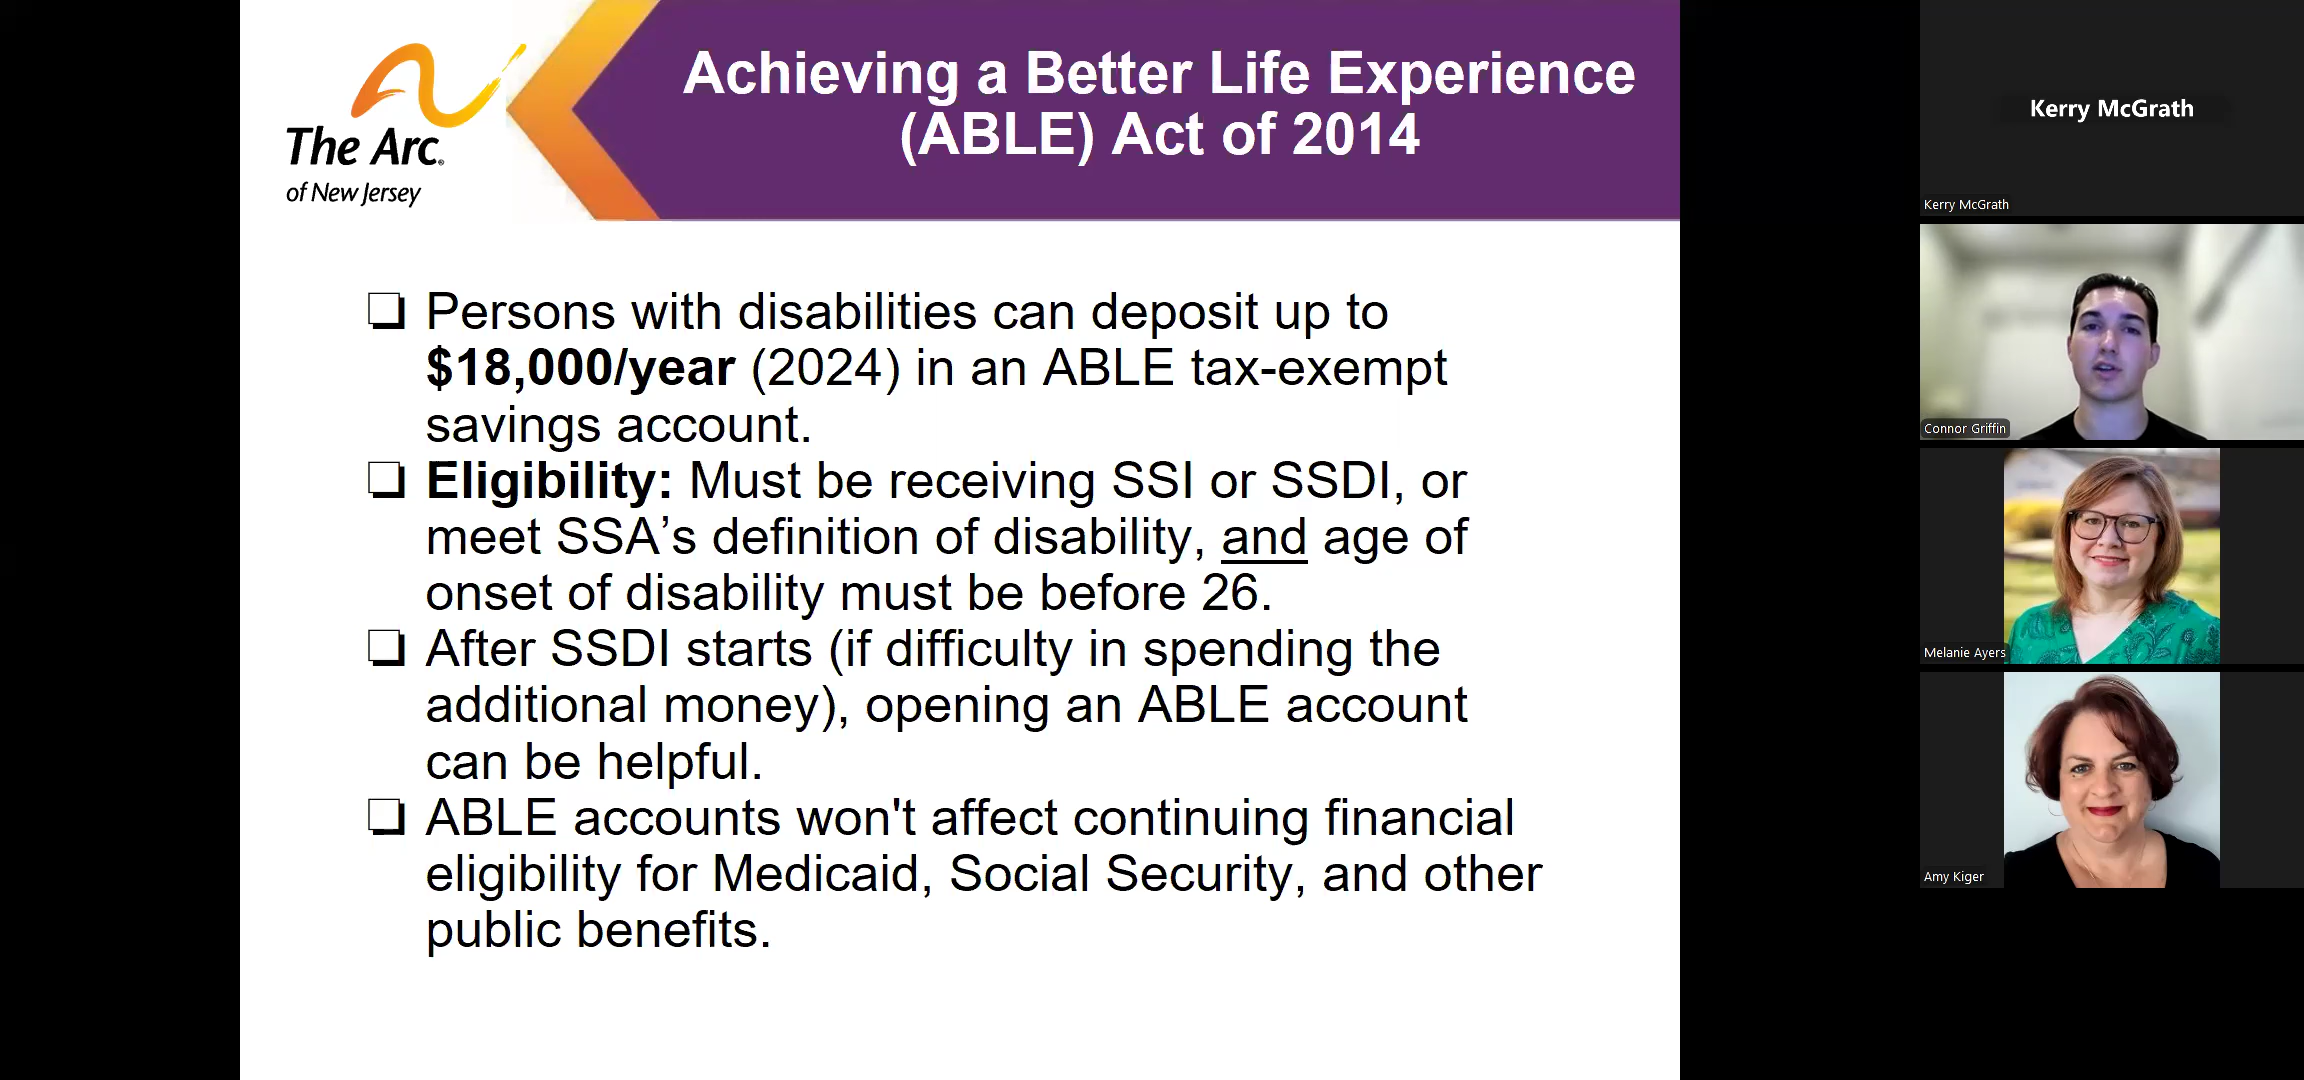 The Arc®
of New Jersey
Achieving a Better Life Experience
(ABLE) Act of 2014
❑ Persons with disabilities can deposit up to
$18,000/year (2024) in an ABLE tax-exempt
savings account.
❑ Eligibility: Must be receiving SSI or SSDI, or
meet SSA’s definition of disability, and age of
onset of disability must be before 26.
❑ After SSDI starts (if difficulty in spending the
additional money), opening an ABLE account
can be helpful.
❑ ABLE accounts won't affect continuing financial
eligibility for Medicaid, Social Security, and other
public benefits.
Kerry McGrath
Kerry McGrath
Connor Griffin
Melanie Ayers
Amy Kiger